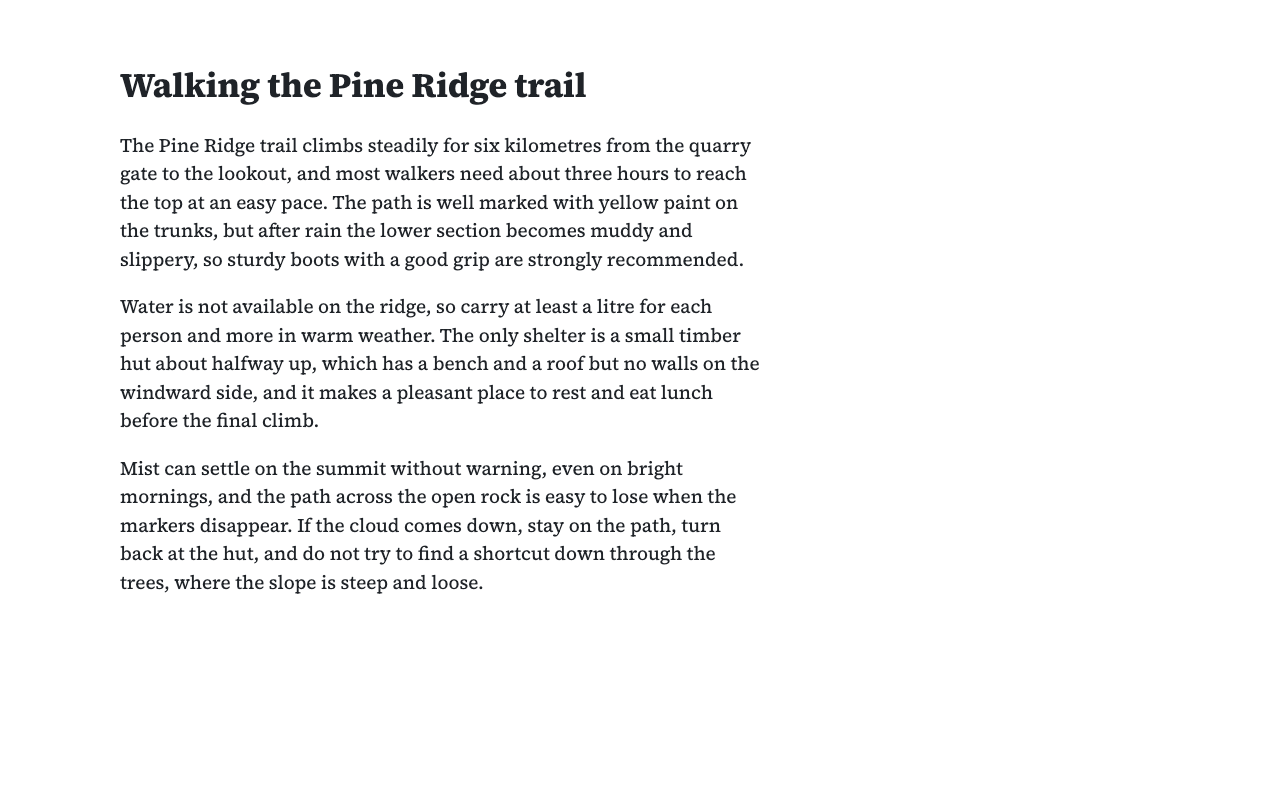 Walking the Pine Ridge trail
The Pine Ridge trail climbs steadily for six kilometres from the quarry
gate to the lookout, and most walkers need about three hours to reach
the top at an easy pace. The path is well marked with yellow paint on
the trunks, but after rain the lower section becomes muddy and
slippery, so sturdy boots with a good grip are strongly recommended.
Water is not available on the ridge, so carry at least a litre for each
person and more in warm weather. The only shelter is a small timber
hut about halfway up, which has a bench and a roof but no walls on the
windward side, and it makes a pleasant place to rest and eat lunch
before the final climb.
Mist can settle on the summit without warning, even on bright
mornings, and the path across the open rock is easy to lose when the
markers disappear. If the cloud comes down, stay on the path, turn
back at the hut, and do not try to find a shortcut down through the
trees, where the slope is steep and loose.